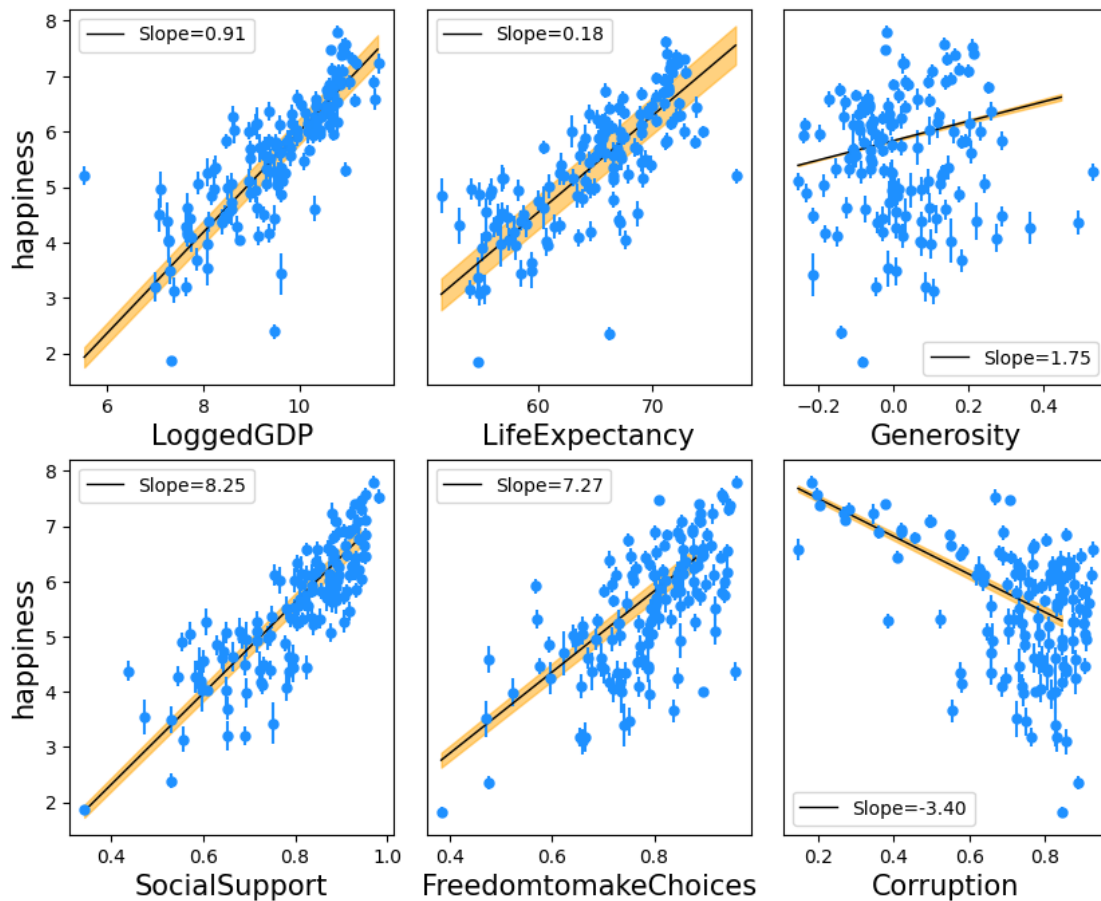 8
7
6
5
4
3
2
happiness
Slope=0.91
6 8 10
LoggedGDP
Slope=0.18
60 70
LifeExpectancy
Slope=1.75
−0.2 0.0 0.2 0.4
Generosity
8
7
6
5
4
3
2
happiness
Slope=8.25
0.4 0.6 0.8 1.0
SocialSupport
Slope=7.27
0.4 0.6 0.8
FreedomtomakeChoices
Slope=-3.40
0.2 0.4 0.6 0.8
Corruption